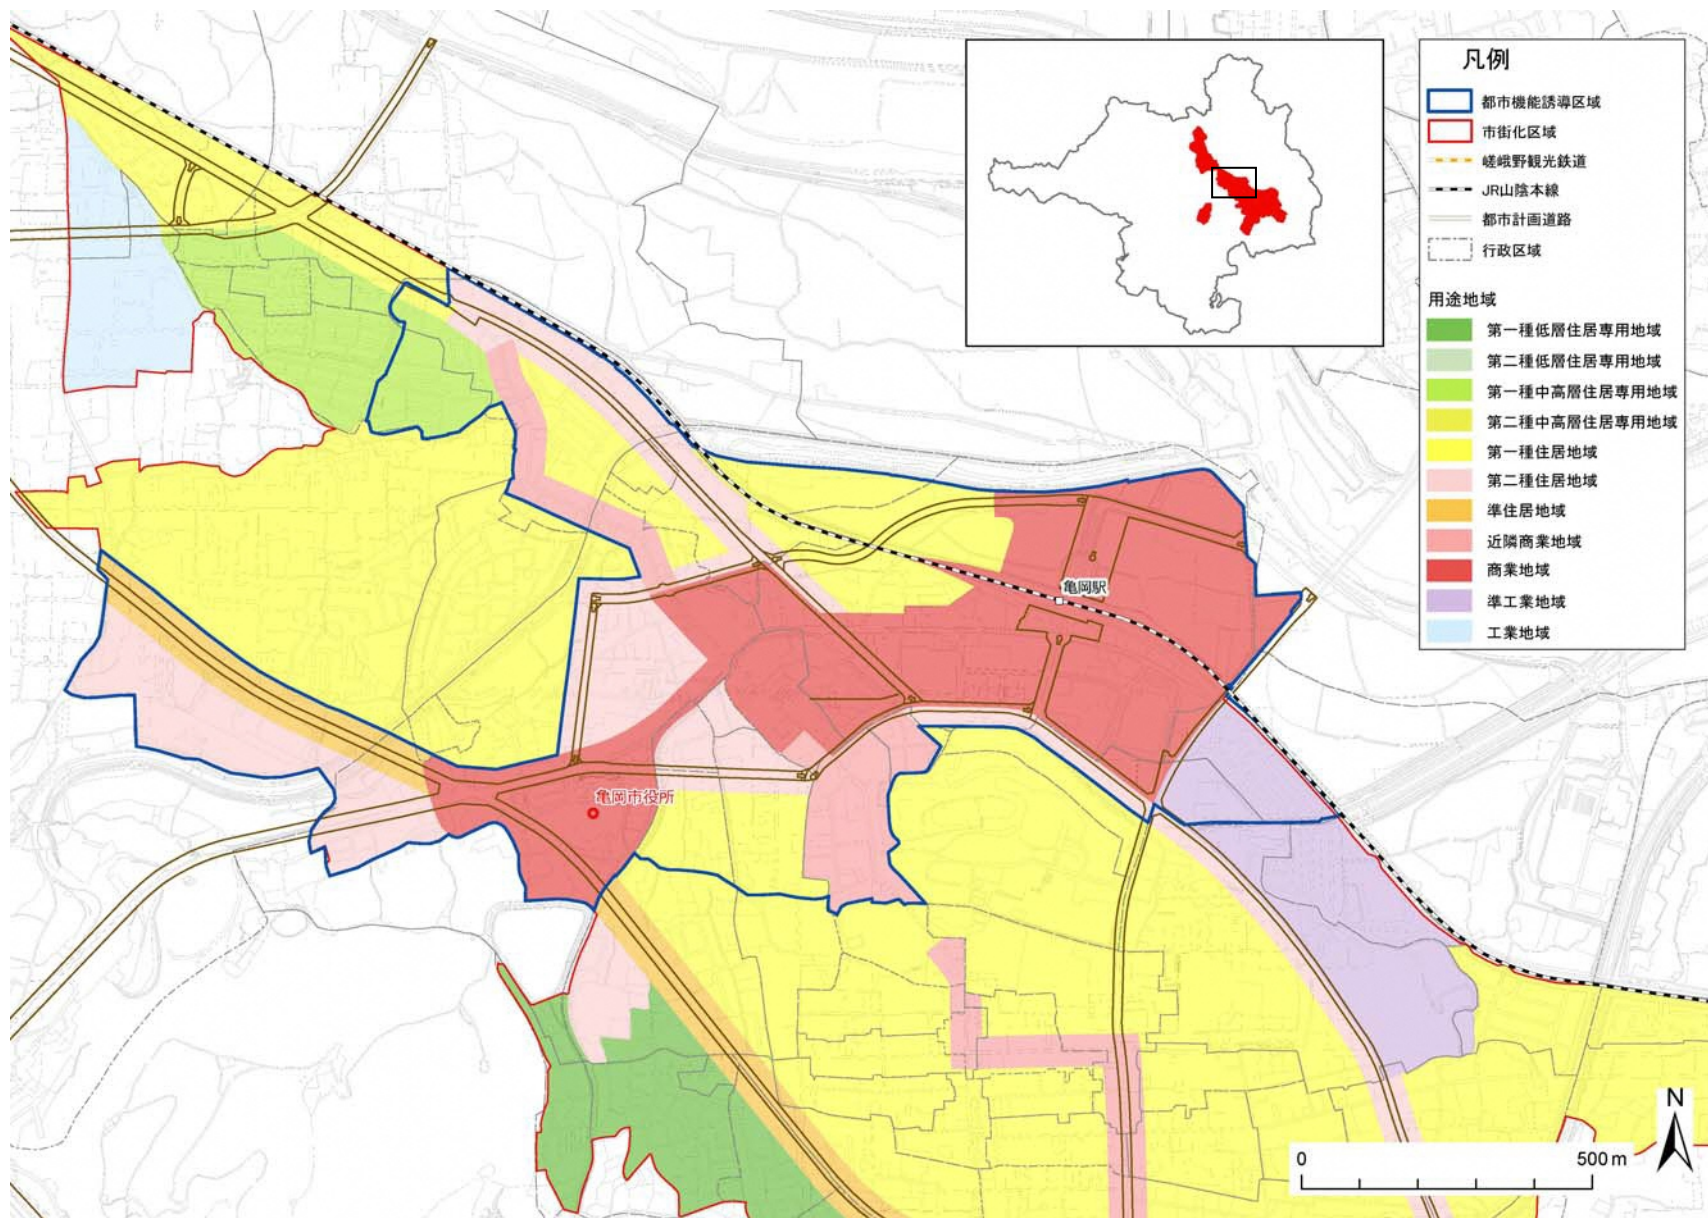 凡例
都市機能誘導区域
市街化区域
嵯峨野観光鉄道
JR山陰本線
都市計画道路
行政区域
用途地域
第一種低層住居専用地域
第二種低層住居専用地域
第一種中高層住居専用地域
第二種中高層住居専用地域
第一種住居地域
第二種住居地域
準住居地域
近隣商業地域
商業地域
準工業地域
工業地域
亀岡駅
亀岡市役所
N
0 500 m